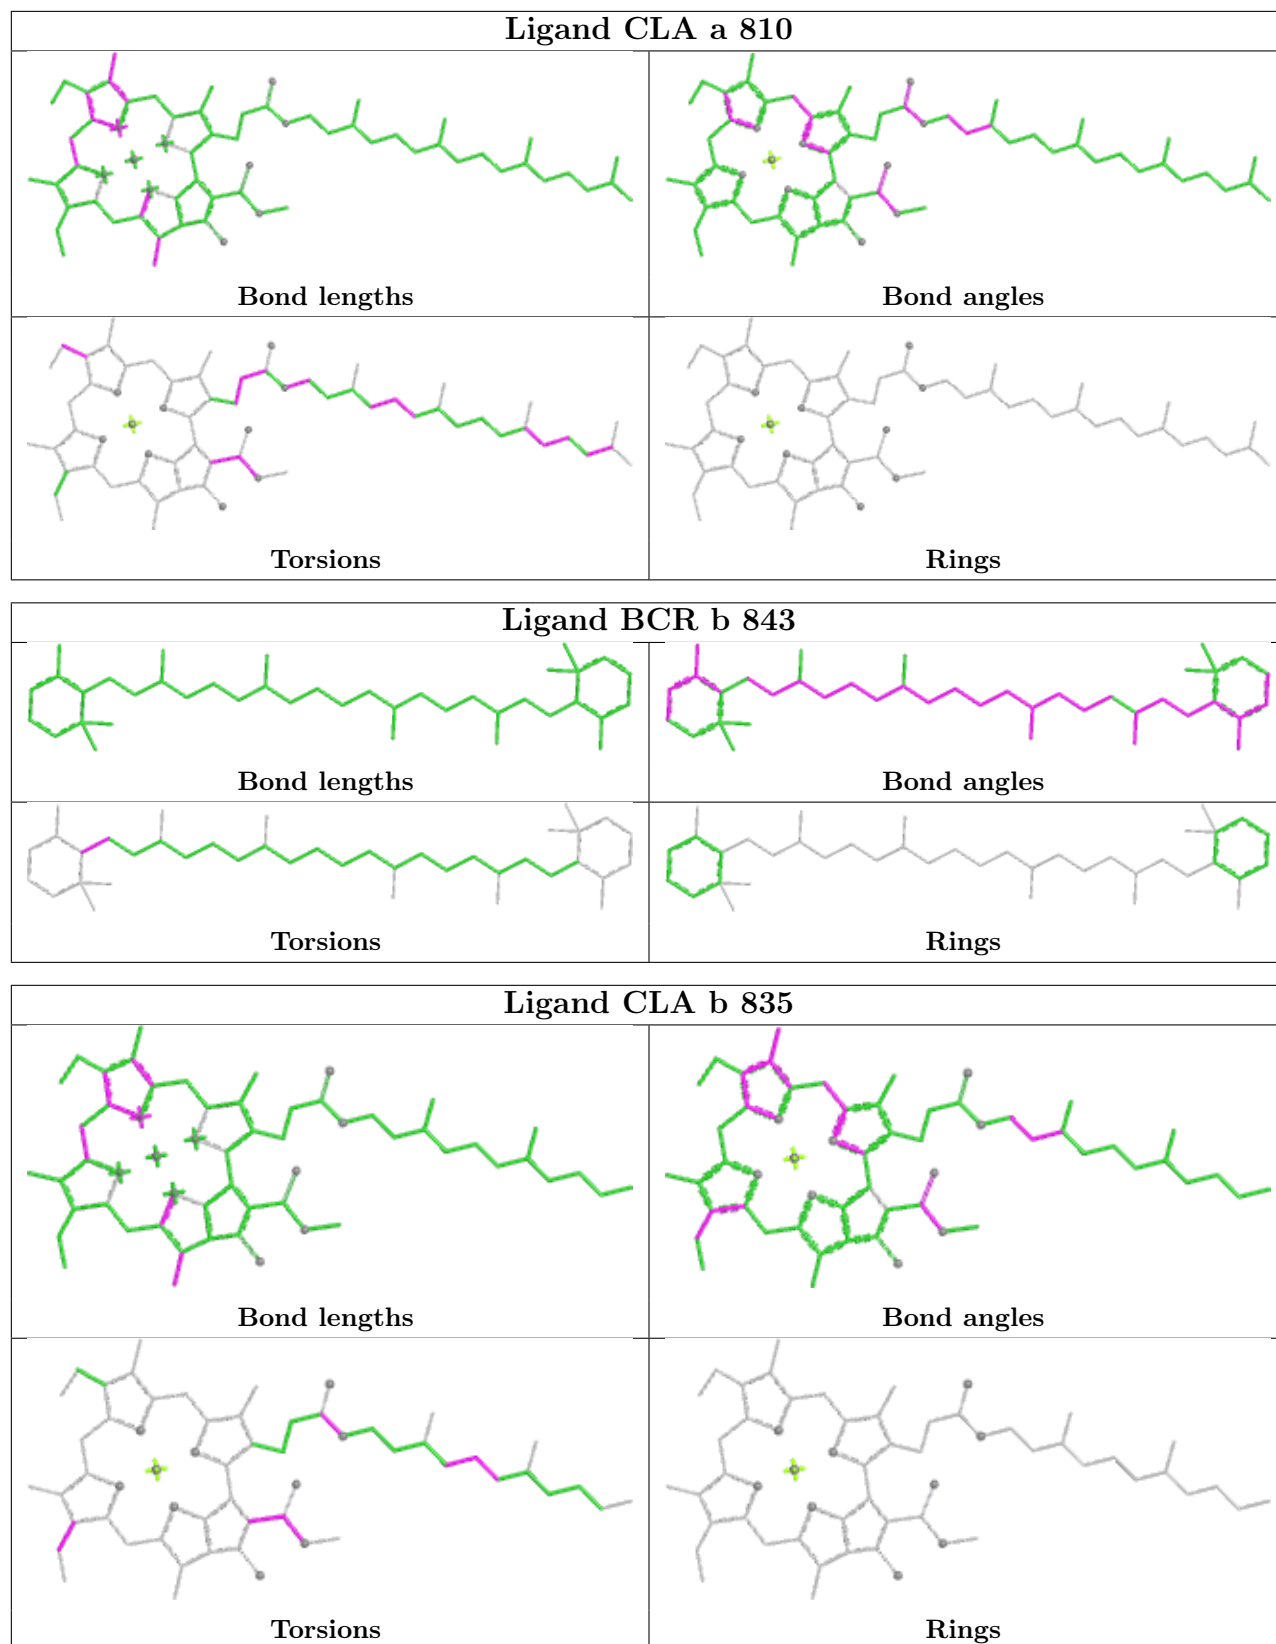 Ligand CLA a 810
Bond lengths
Bond angles
Torsions
Rings
Ligand BCR b 843
Bond lengths
Bond angles
Torsions
Rings
Ligand CLA b 835
Bond lengths
Bond angles
Torsions
Rings